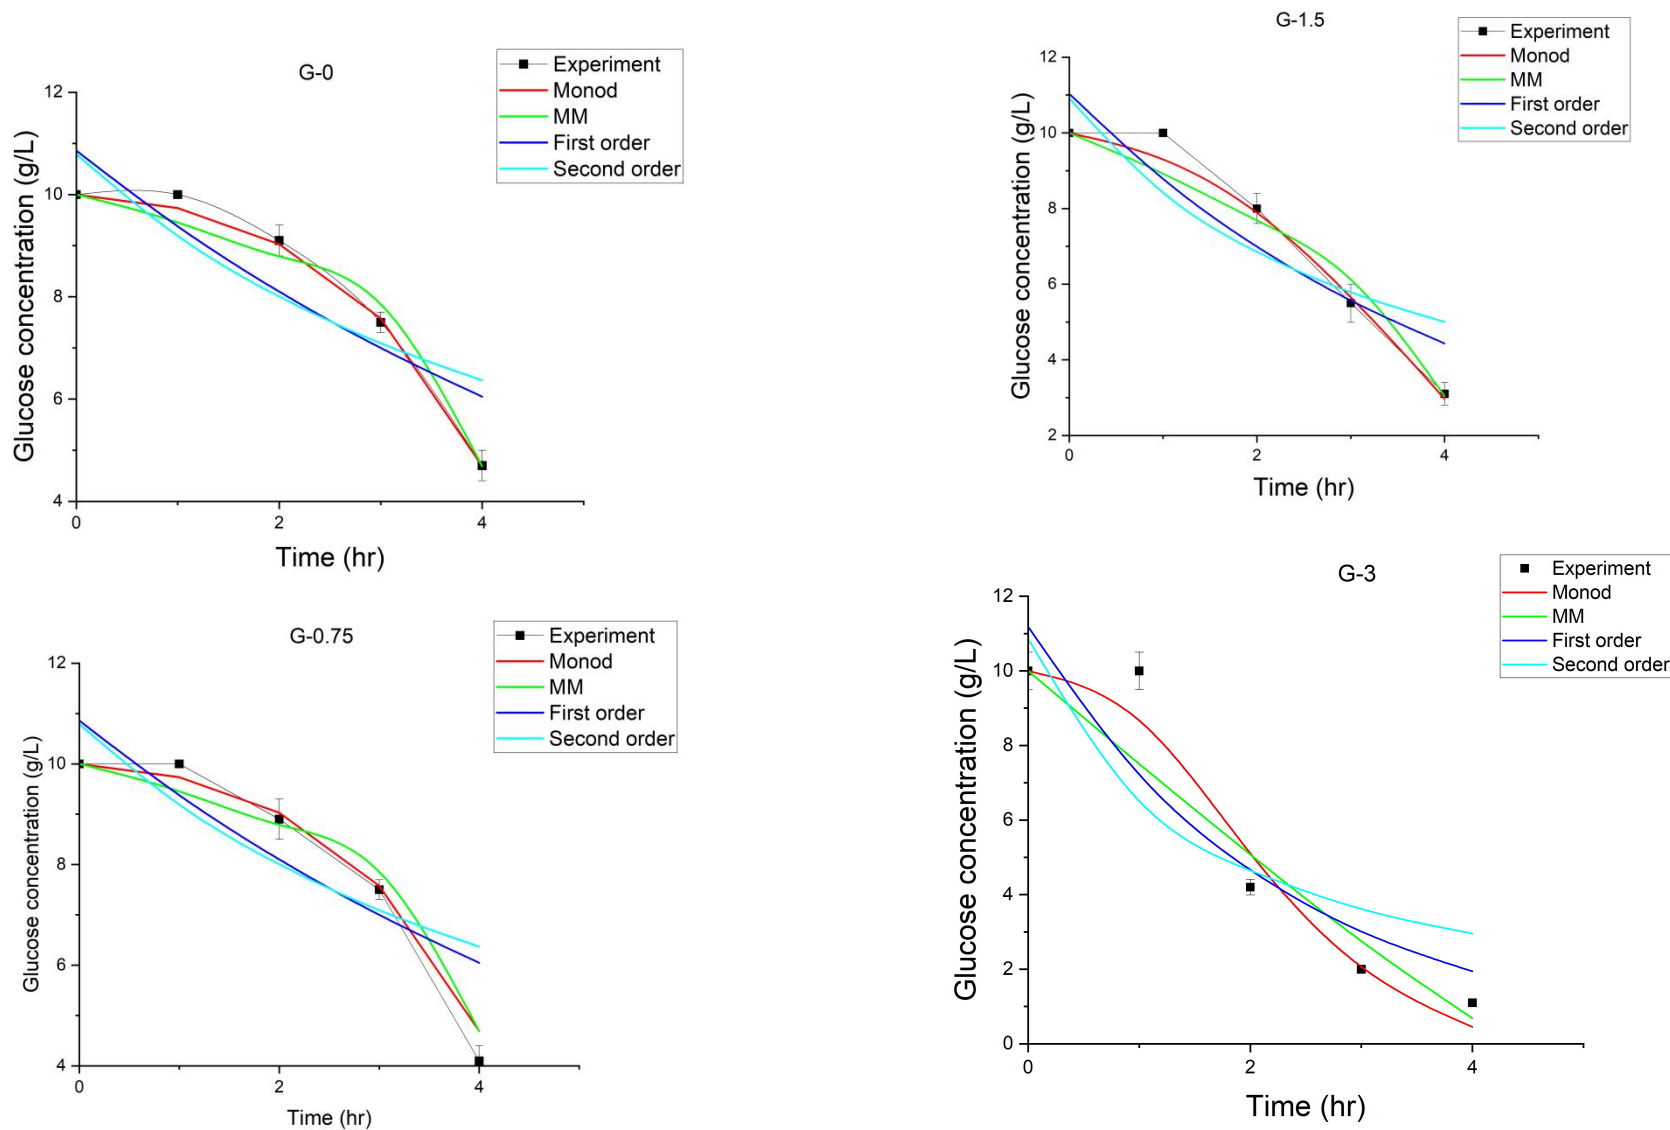 G-0
Experiment
Monod
MM
First order
Second order
Glucose concentration (g/L)
12
10
8
6
4
0
2
4
Time (hr)
G-1.5
Experiment
Monod
MM
First order
Second order
Glucose concentration (g/L)
12
10
8
6
4
2
0
2
4
Time (hr)
G-0.75
Experiment
Monod
MM
First order
Second order
Glucose concentration (g/L)
12
10
8
6
4
0
2
4
Time (hr)
G-3
Experiment
Monod
MM
First order
Second order
Glucose concentration (g/L)
12
10
8
6
4
2
0
0
2
4
Time (hr)